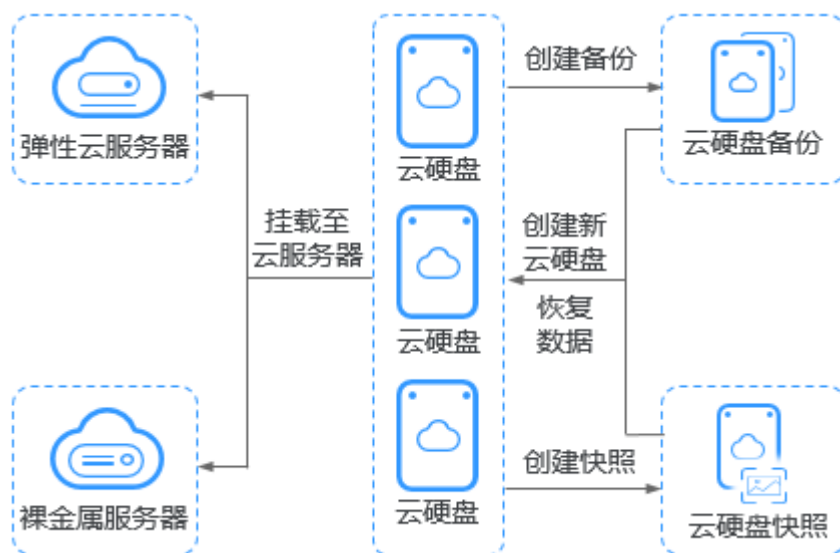 弹性云服务器
裸金属服务器
挂载至
云服务器
云硬盘
云硬盘
云硬盘
创建备份
创建新
云硬盘
恢复
数据
创建快照
云硬盘备份
云硬盘快照